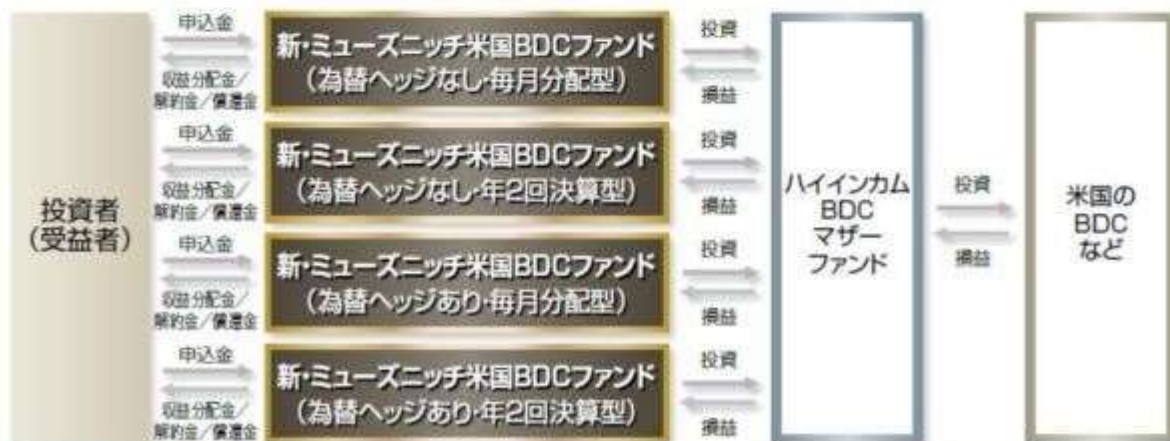 投資者
(受益者)
申込金
収益分配金/
解約金/償還金
新・ミューズニッチ米国BDCファンド
(為替ヘッジなし・毎月分配型)
投資
損益
申込金
収益分配金/
解約金/償還金
新・ミューズニッチ米国BDCファンド
(為替ヘッジなし・年2回決算型)
投資
損益
申込金
収益分配金/
解約金/償還金
新・ミューズニッチ米国BDCファンド
(為替ヘッジあり・毎月分配型)
投資
損益
申込金
収益分配金/
解約金/償還金
新・ミューズニッチ米国BDCファンド
(為替ヘッジあり・年2回決算型)
投資
損益
ハイインカム
BDC
マザー
ファンド
投資
損益
米国の
BDC
など